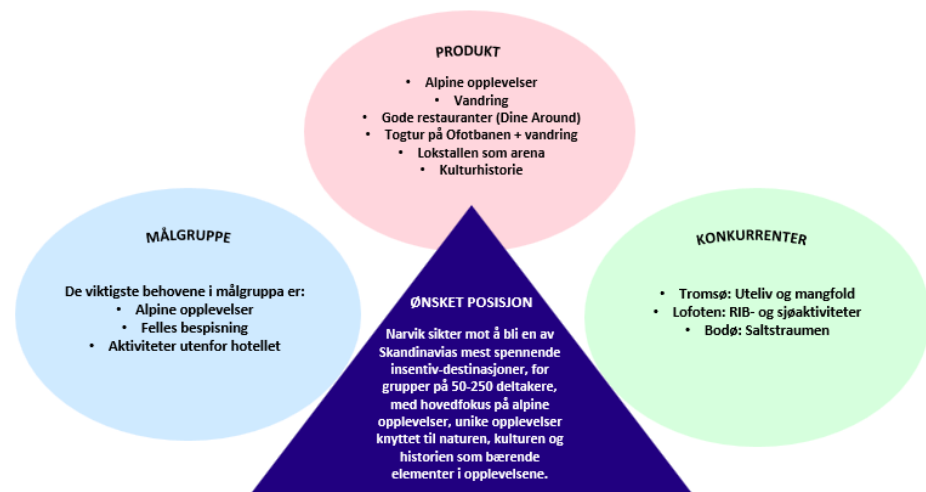 PRODUKT
• Alpine opplevelser
• Vandring
• Gode restauranter (Dine Around)
• Togtur på Ofotbanen + vandring
• Lokstallen som arena
• Kulturhistorie
MÅLGRUPPE
De viktigste behovene i målgruppa er:
• Alpine opplevelser
• Felles bespisning
• Aktiviteter utenfor hotellet
ØNSKET POSISJON
Narvik sikter mot å bli en av
Skandinavias mest spennende
insentiv-destinasjoner, for
grupper på 50-250 deltakere,
med hovedfokus på alpine
opplevelser, unike opplevelser
knyttet til naturen, kulturen og
historien som bærende
elementer i opplevelsene.
KONKURRENTER
• Tromsø: Uteliv og mangfold
• Lofoten: RIB- og sjøaktiviteter
• Bodø: Saltstraumen